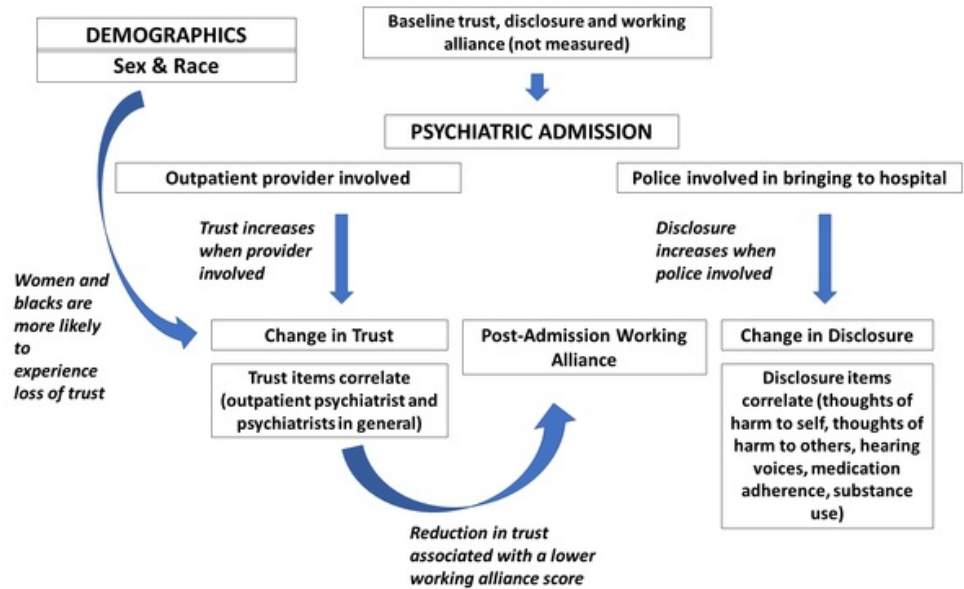 DEMOGRAPHICS
Sex & Race
Baseline trust, disclosure and working
alliance (not measured)
PSYCHIATRIC ADMISSION
Outpatient provider involved
Police involved in bringing to hospital
Trust increases
when provider
involved
Disclosure
increases when
police involved
Women and
blacks are
more likely
to
experience
loss of trust
Change in Trust
Trust items correlate
(outpatient psychiatrist and
psychiatrists in general)
Post-Admission Working
Alliance
Change in Disclosure
Disclosure items
correlate (thoughts of
harm to self, thoughts of
harm to others, hearing
voices, medication
adherence, substance
use)
Reduction in trust
associated with a lower
working alliance score